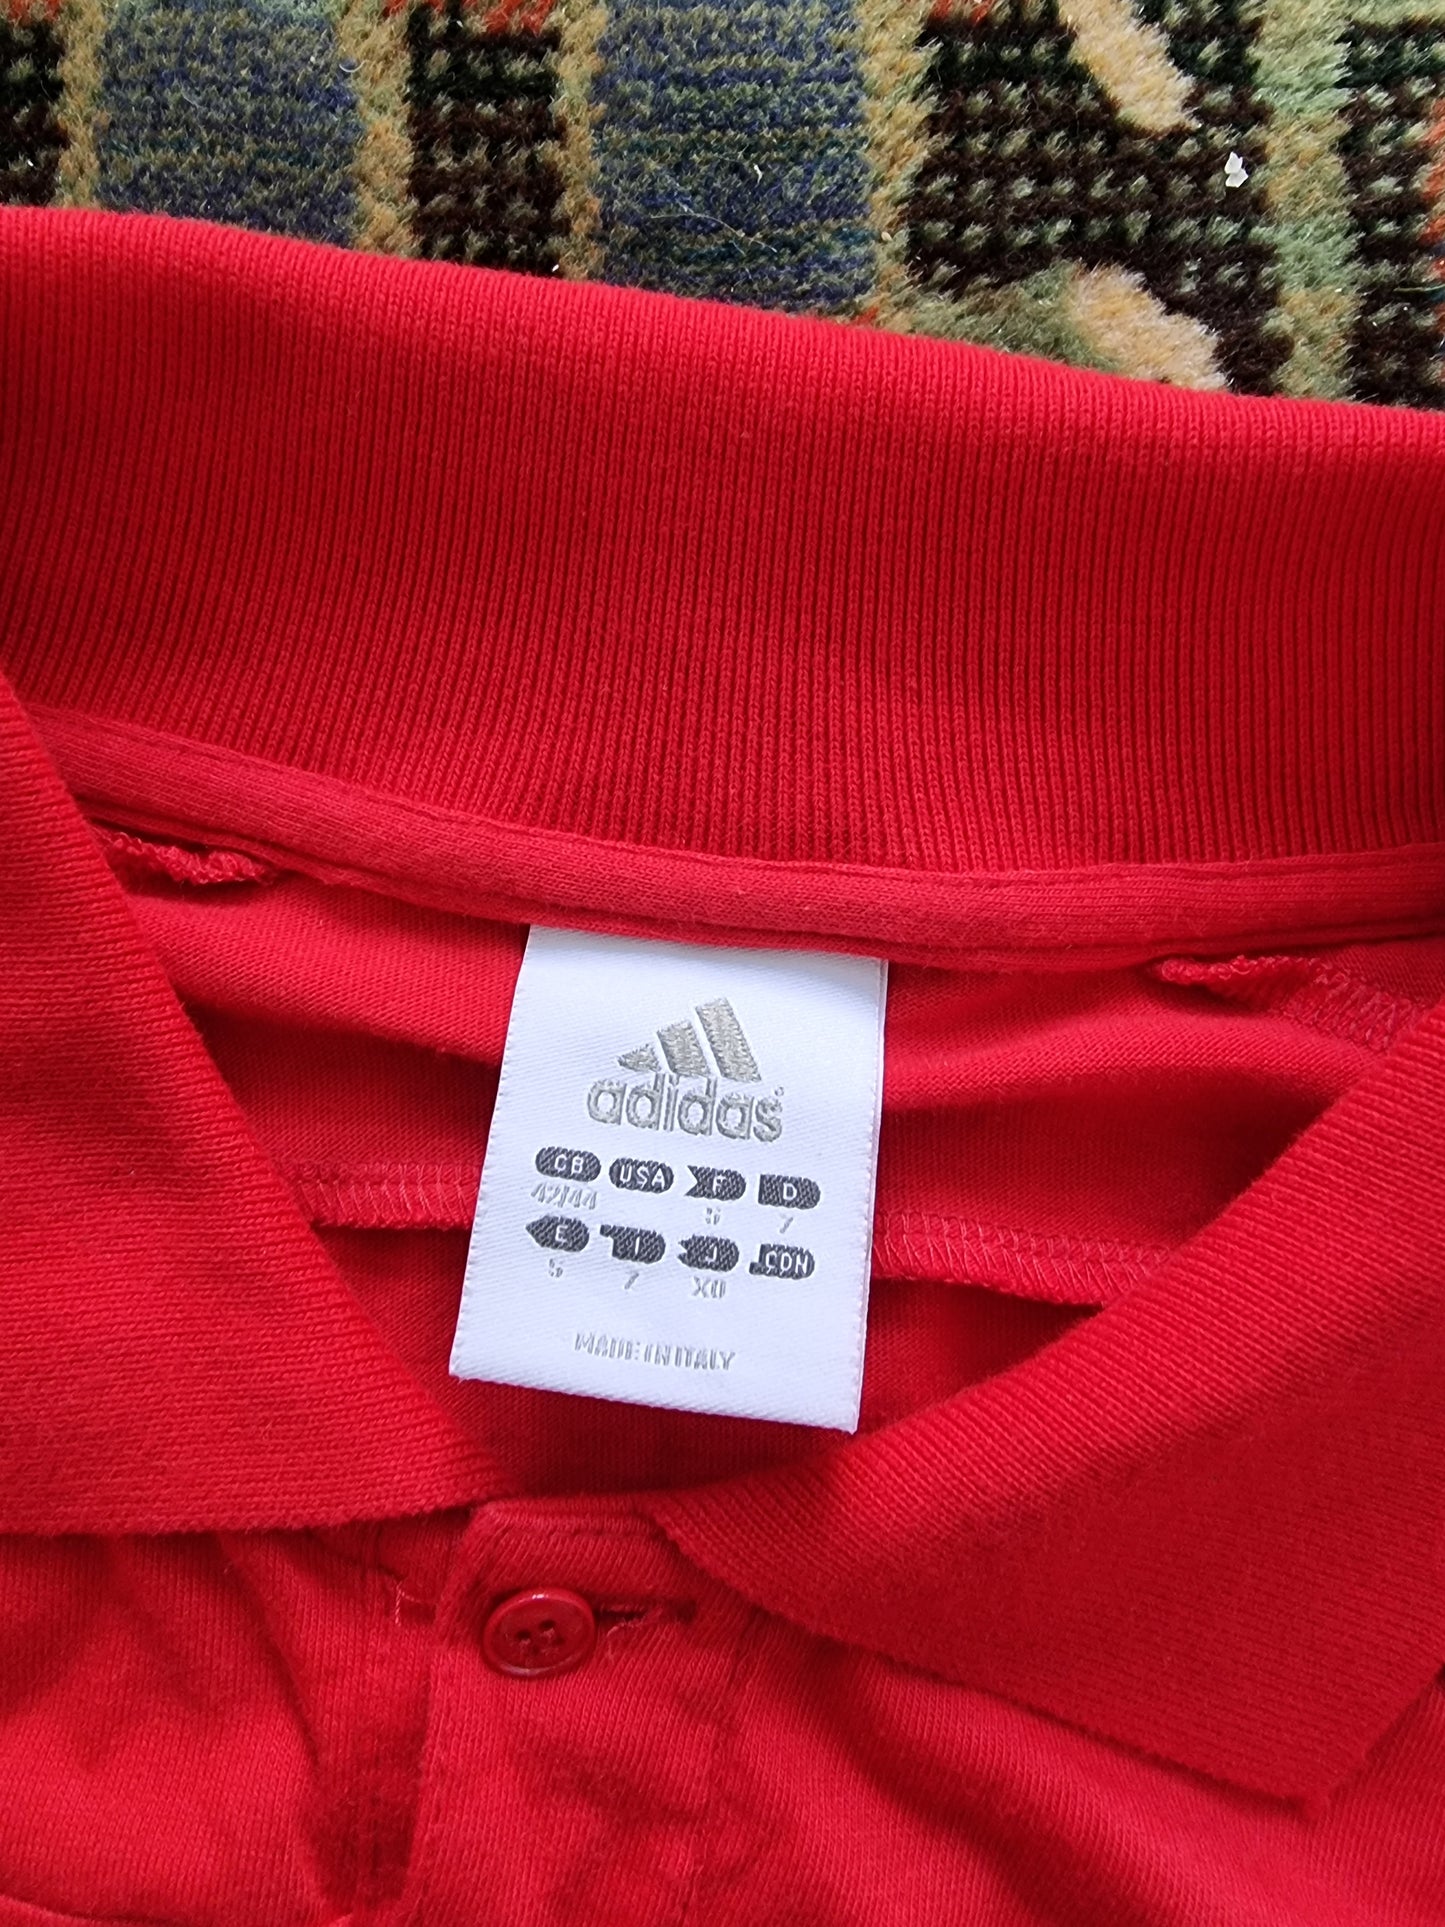 adidas
GB USA F D
42/44 5 7
E I J CDN
5 7 XO
MADE IN ITALY